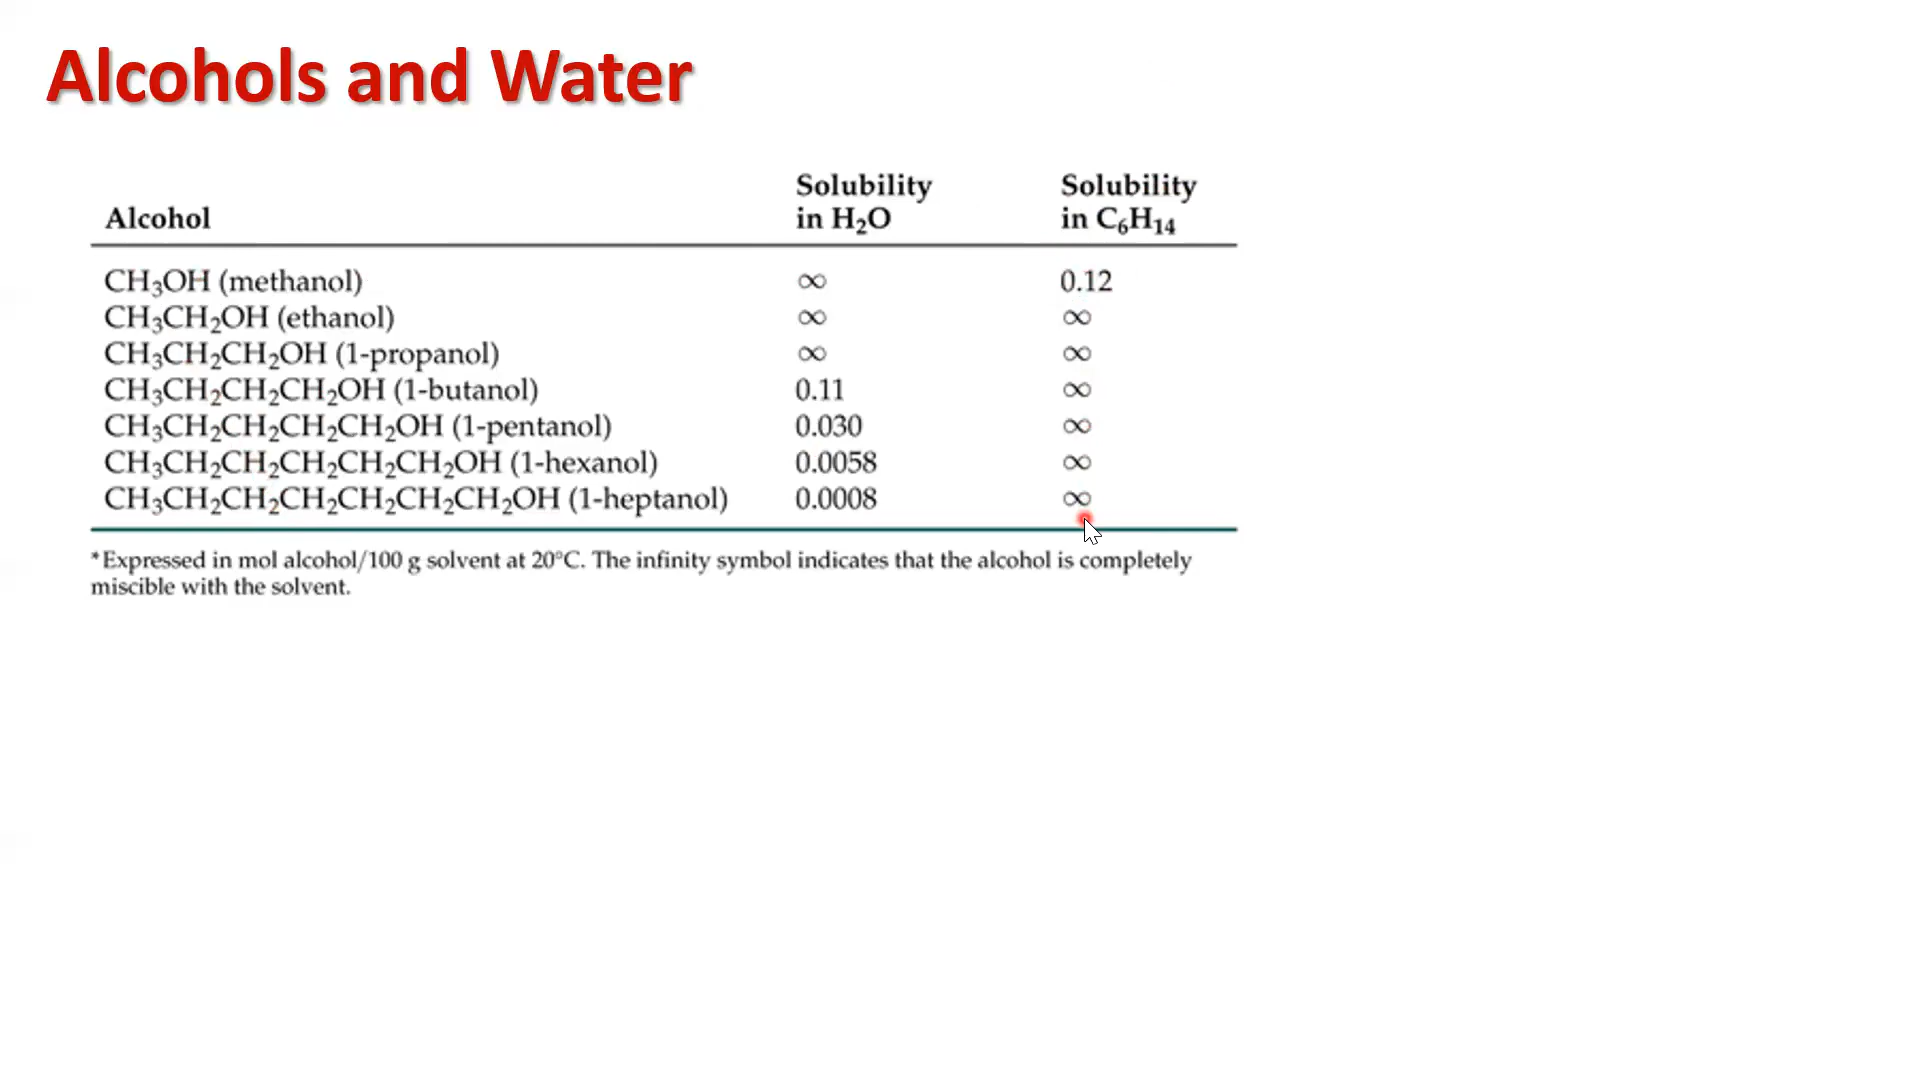 Alcohols and Water
Alcohol Solubility in H₂O Solubility in C₆H₁₄
CH₃OH (methanol) ∞ 0.12
CH₃CH₂OH (ethanol) ∞ ∞
CH₃CH₂CH₂OH (1-propanol) ∞ ∞
CH₃CH₂CH₂CH₂OH (1-butanol) 0.11 ∞
CH₃CH₂CH₂CH₂CH₂OH (1-pentanol) 0.030 ∞
CH₃CH₂CH₂CH₂CH₂CH₂OH (1-hexanol) 0.0058 ∞
CH₃CH₂CH₂CH₂CH₂CH₂CH₂OH (1-heptanol) 0.0008 ∞
*Expressed in mol alcohol/100 g solvent at 20°C. The infinity symbol indicates that the alcohol is completely
miscible with the solvent.